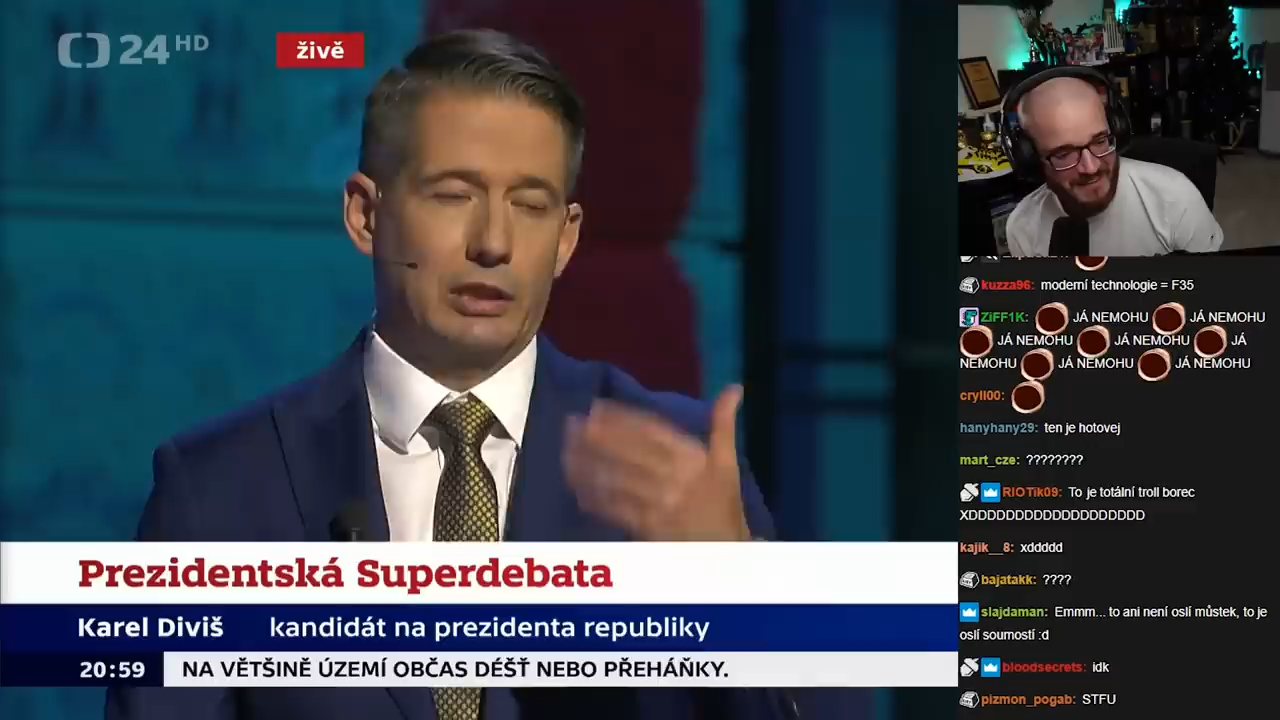 24 HD
živě
Prezidentská Superdebata
Karel Diviš kandidát na prezidenta republiky
20:59 NA VĚTŠINĚ ÚZEMÍ OBČAS DÉŠŤ NEBO PŘEHÁŇKY.
kuzza96: moderní technologie = F35
ZiFF1K: JÁ NEMOHU JÁ NEMOHU
JÁ NEMOHU JÁ NEMOHU JÁ
NEMOHU JÁ NEMOHU JÁ NEMOHU
cryll00:
hanyhany29: ten je hotovej
mart_cze: ????????
RIOTik09: To je totální troll borec
XDDDDDDDDDDDDDDDDDDD
kajik__8: xddddd
bajatakk: ????
slajdaman: Emmm... to ani není oslí můstek, to je
oslí soumostí :d
bloodsecrets: idk
pizmon_pogab: STFU